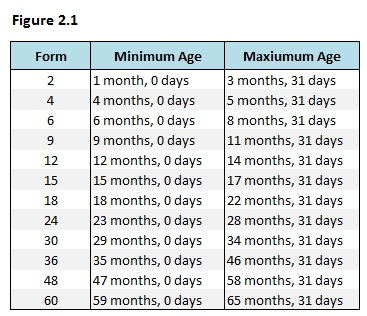 Figure 2.1
Form Minimum Age Maxiumum Age
2 1 month, 0 days 3 months, 31 days
4 4 months, 0 days 5 months, 31 days
6 6 months, 0 days 8 months, 31 days
9 9 months, 0 days 11 months, 31 days
12 12 months, 0 days 14 months, 31 days
15 15 months, 0 days 17 months, 31 days
18 18 months, 0 days 22 months, 31 days
24 23 months, 0 days 28 months, 31 days
30 29 months, 0 days 34 months, 31 days
36 35 months, 0 days 46 months, 31 days
48 47 months, 0 days 58 months, 31 days
60 59 months, 0 days 65 months, 31 days